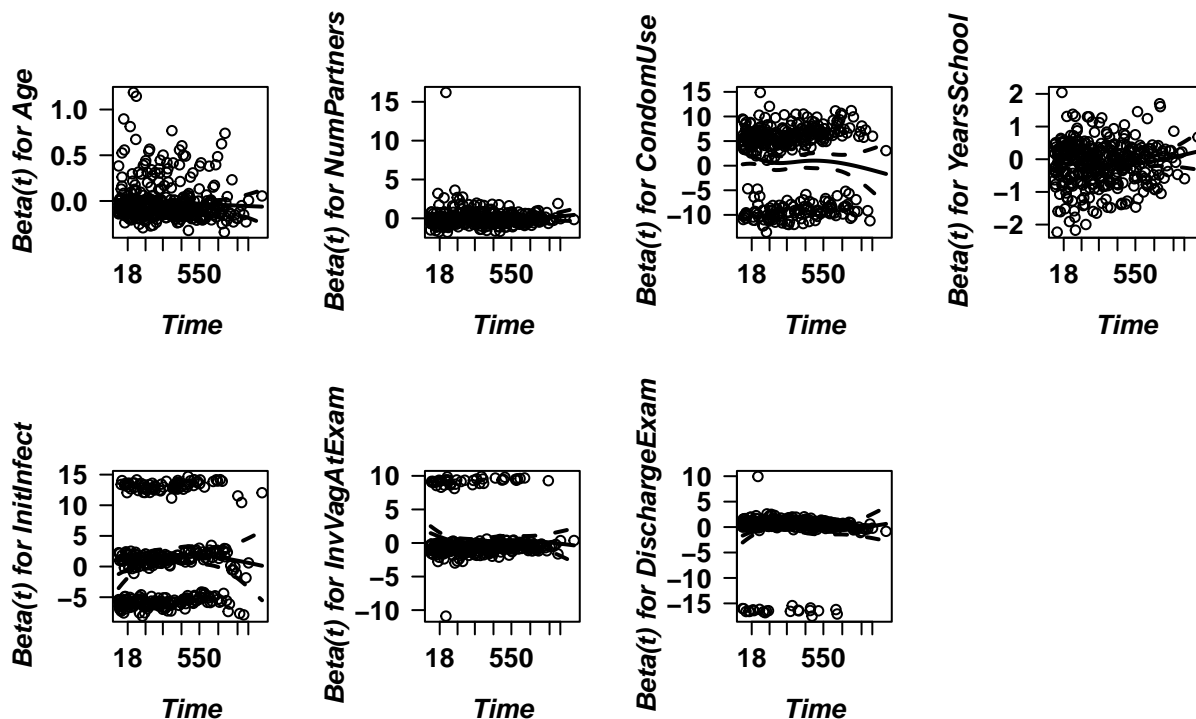 Beta(t) for Age
1.0
0.5
0.0
18 550
Time
Beta(t) for NumPartners
15
10
5
0
18 550
Time
Beta(t) for CondomUse
15
10
5
0
−5
−10
18 550
Time
Beta(t) for YearsSchool
2
1
0
−1
−2
18 550
Time
Beta(t) for InitInfect
15
10
5
0
−5
18 550
Time
Beta(t) for InvVagAtExam
10
5
0
−5
−10
18 550
Time
Beta(t) for DischargeExam
10
5
0
−5
−10
−15
18 550
Time